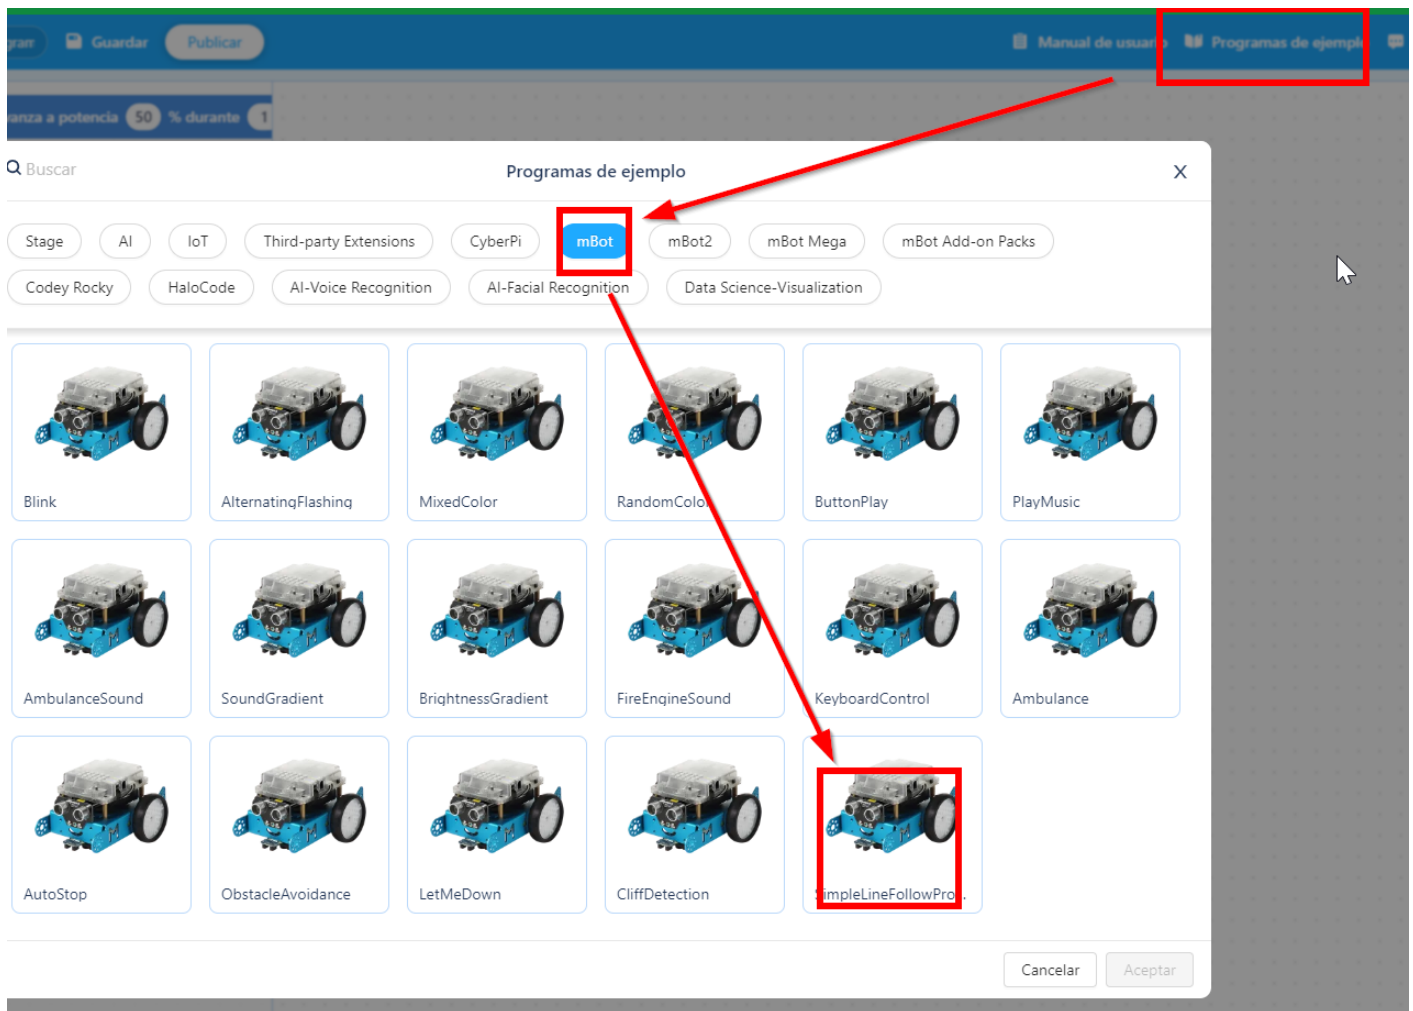 Guardar Publicar Manual de usuario Programas de ejemplo
avanza a potencia 50 % durante 1
Buscar Programas de ejemplo X
Stage AI IoT Third-party Extensions CyberPi mBot mBot2 mBot Mega mBot Add-on Packs
Codey Rocky HaloCode AI-Voice Recognition AI-Facial Recognition Data Science-Visualization
Blink AlternatingFlashing MixedColor RandomColor ButtonPlay PlayMusic
AmbulanceSound SoundGradient BrightnessGradient FireEngineSound KeyboardControl Ambulance
AutoStop ObstacleAvoidance LetMeDown CliffDetection SimpleLineFollowPro...
Cancelar Aceptar